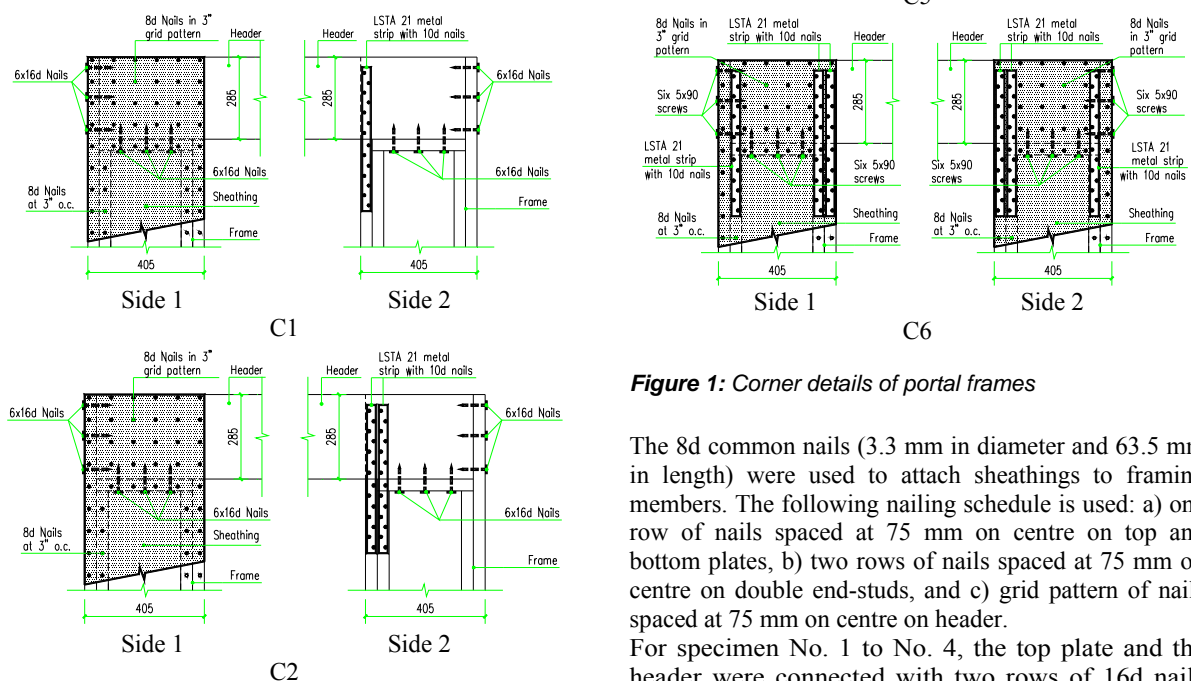 8d Nails in 3"
grid pattern
Header
6x16d Nails
285
6x16d Nails
8d Nails
at 3" o.c.
Sheathing
Frame
405
Side 1
Header
LSTA 21 metal
strip with 10d nails
6x16d Nails
285
6x16d Nails
Frame
405
Side 2
C1
8d Nails in 3"
grid pattern
Header
6x16d Nails
285
6x16d Nails
8d Nails
at 3" o.c.
Sheathing
Frame
405
Side 1
Header
LSTA 21 metal
strip with 10d nails
6x16d Nails
285
6x16d Nails
Frame
405
Side 2
C2
8d Nails in
3" grid
pattern
LSTA 21 metal
strip with 10d nails
Header
Six 5x90
screws
285
LSTA 21
metal strip
with 10d nails
Six 5x90
screws
8d Nails
at 3" o.c.
Sheathing
Frame
405
Side 1
Header
LSTA 21 metal
strip with 10d nails
8d Nails
in 3" grid
pattern
285
Six 5x90
screws
Six 5x90
screws
LSTA 21
metal strip
with 10d nails
8d Nails
at 3" o.c.
Sheathing
Frame
405
Side 2
C6
Figure 1: Corner details of portal frames
The 8d common nails (3.3 mm in diameter and 63.5 mm
in length) were used to attach sheathings to framin
members. The following nailing schedule is used: a) on
row of nails spaced at 75 mm on centre on top an
bottom plates, b) two rows of nails spaced at 75 mm o
centre on double end-studs, and c) grid pattern of nail
spaced at 75 mm on centre on header.
For specimen No. 1 to No. 4, the top plate and th
header were connected with two rows of 16d nail